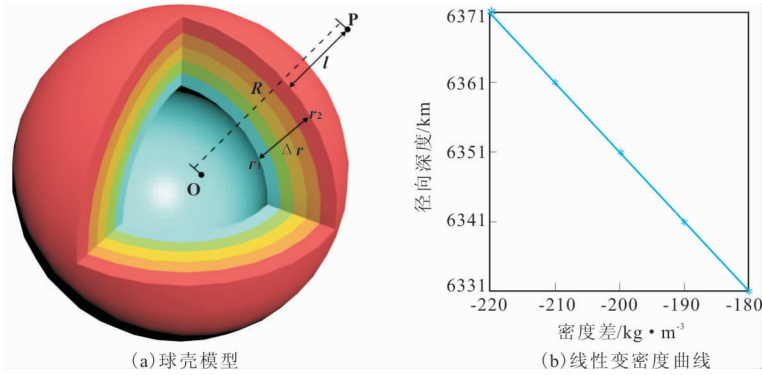 P
l
R
r₂
Δr
r₁
O
(a)球壳模型
6371
6361
6351
6341
6331
径向深度/km
-220 -210 -200 -190 -180
密度差/kg·m⁻³
(b)线性变密度曲线